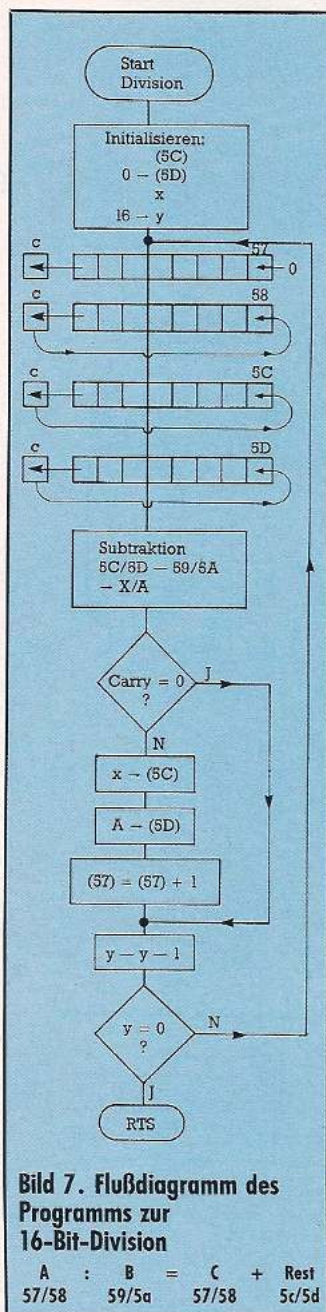 Start
Division
Initialisieren:
(5C)
0 – (5D)
x
16 – y
57
c
0
58
c
5C
c
5D
c
Subtraktion
5C/5D – 59/5A
– X/A
Carry = 0
?
J
N
x – (5C)
A – (5D)
(57) = (57) + 1
y – y – 1
y = 0
?
N
J
RTS
Bild 7. Flußdiagramm des
Programms zur
16-Bit-Division
A : B = C + Rest
57/58 59/5a 57/58 5c/5d